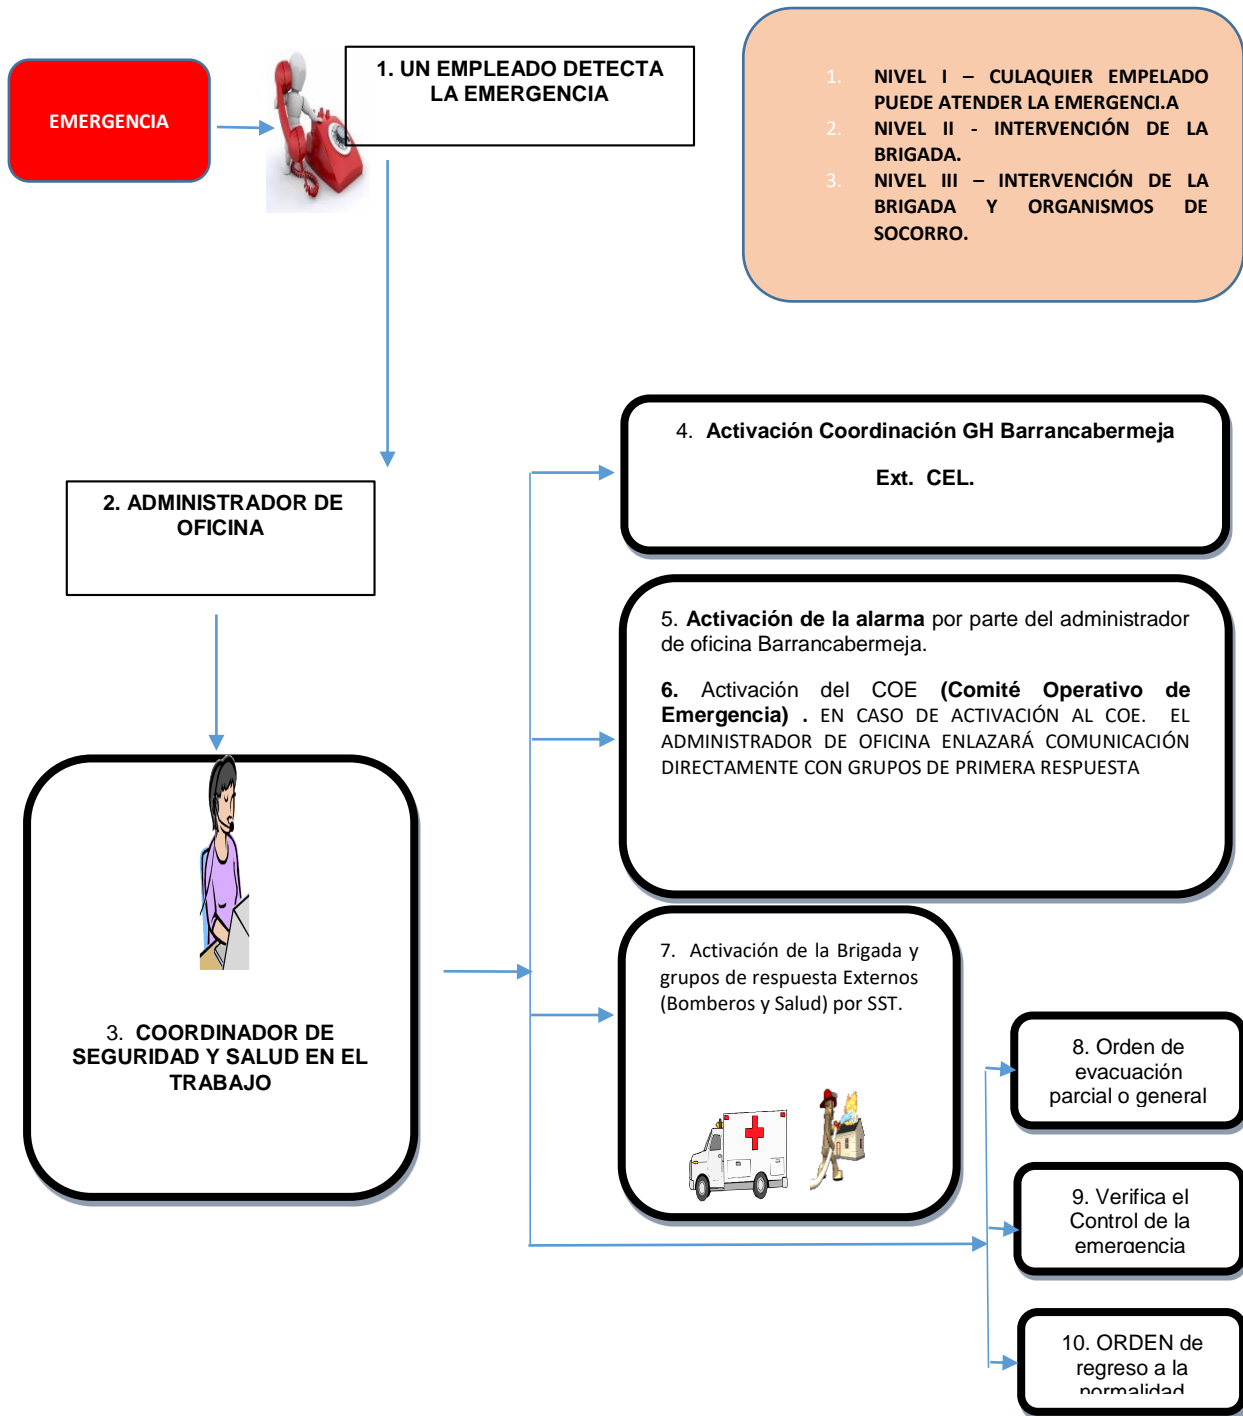 EMERGENCIA
1. UN EMPLEADO DETECTA
LA EMERGENCIA
1. NIVEL I – CULAQUIER EMPELADO
PUEDE ATENDER LA EMERGENCI.A
2. NIVEL II - INTERVENCIÓN DE LA
BRIGADA.
3. NIVEL III – INTERVENCIÓN DE LA
BRIGADA Y ORGANISMOS DE
SOCORRO.
2. ADMINISTRADOR DE
OFICINA
3. COORDINADOR DE
SEGURIDAD Y SALUD EN EL
TRABAJO
4. Activación Coordinación GH Barrancabermeja
Ext. CEL.
5. Activación de la alarma por parte del administrador
de oficina Barrancabermeja.
6. Activación del COE (Comité Operativo de
Emergencia) . EN CASO DE ACTIVACIÓN AL COE. EL
ADMINISTRADOR DE OFICINA ENLAZARÁ COMUNICACIÓN
DIRECTAMENTE CON GRUPOS DE PRIMERA RESPUESTA
7. Activación de la Brigada y
grupos de respuesta Externos
(Bomberos y Salud) por SST.
8. Orden de
evacuación
parcial o general
9. Verifica el
Control de la
emergencia
10. ORDEN de
regreso a la
normalidad